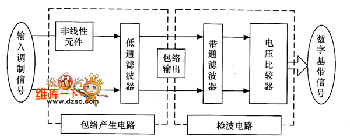 输入调制信号
非线性元件
低通滤波器
包络输出
带通滤波器
电压比较器
数字基带信号
包络产生电路
检波电路
维库一下
www.dzsc.com